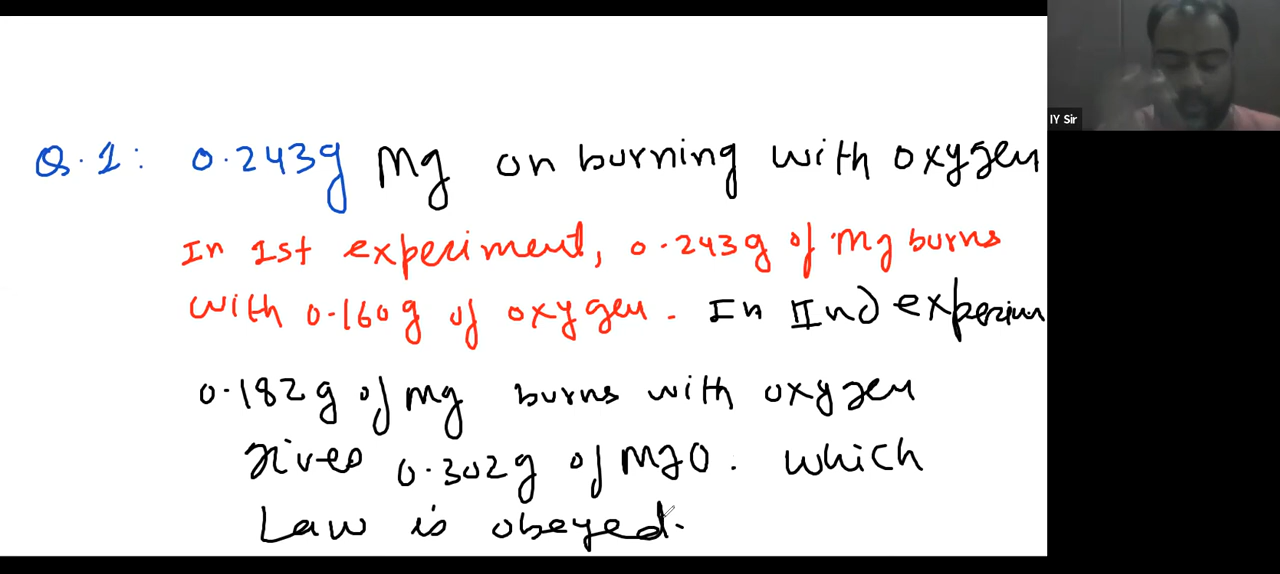 IY Sir
Q.1: 0.243g Mg on burning with oxygen
In 1st experiment, 0.243g of Mg burns
with 0.160g of oxygen. In IInd experim
0.182g of Mg burns with oxygen
gives 0.302g of MgO. which
Law is obeyed.